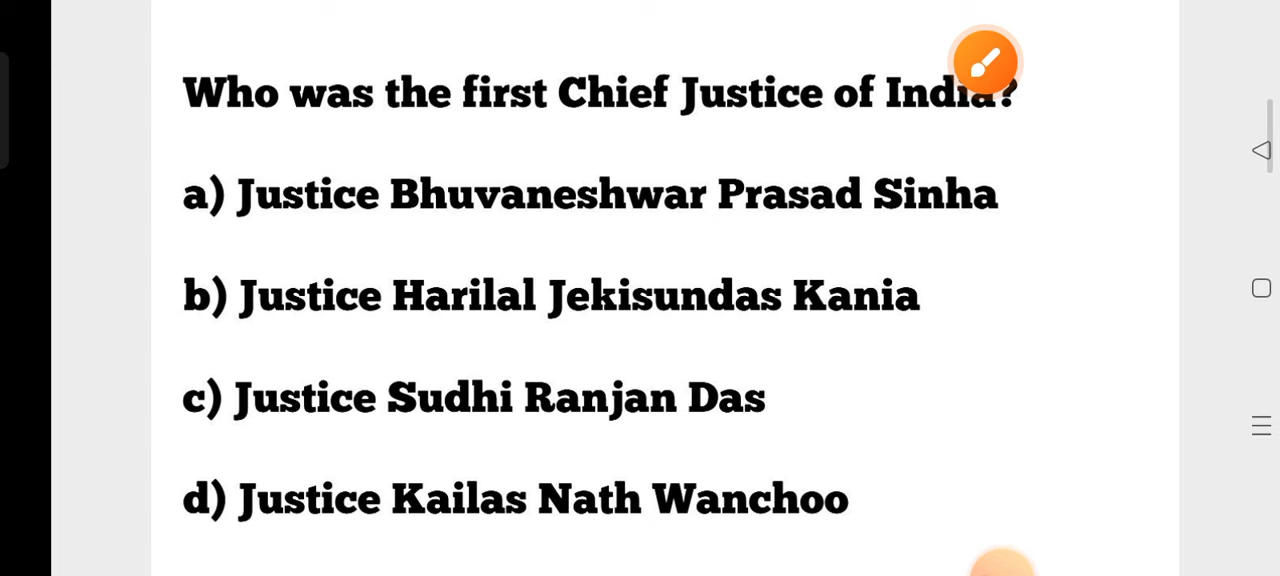 Who was the first Chief Justice of India?
a) Justice Bhuvaneshwar Prasad Sinha
b) Justice Harilal Jekisundas Kania
c) Justice Sudhi Ranjan Das
d) Justice Kailas Nath Wanchoo